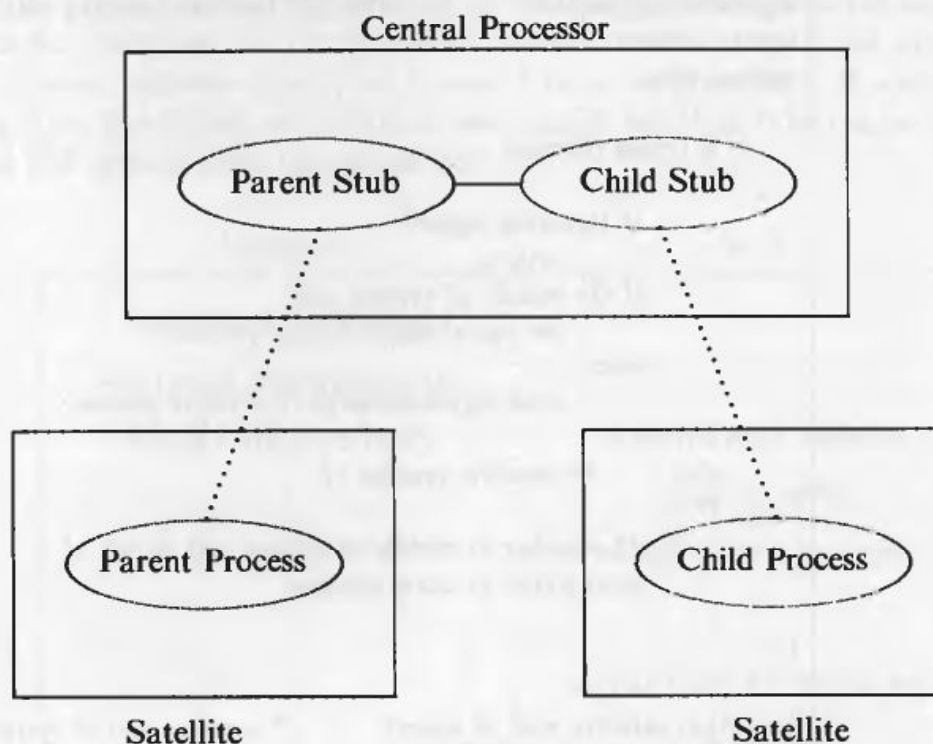 Central Processor
Parent Stub
Child Stub
Parent Process
Child Process
Satellite
Satellite